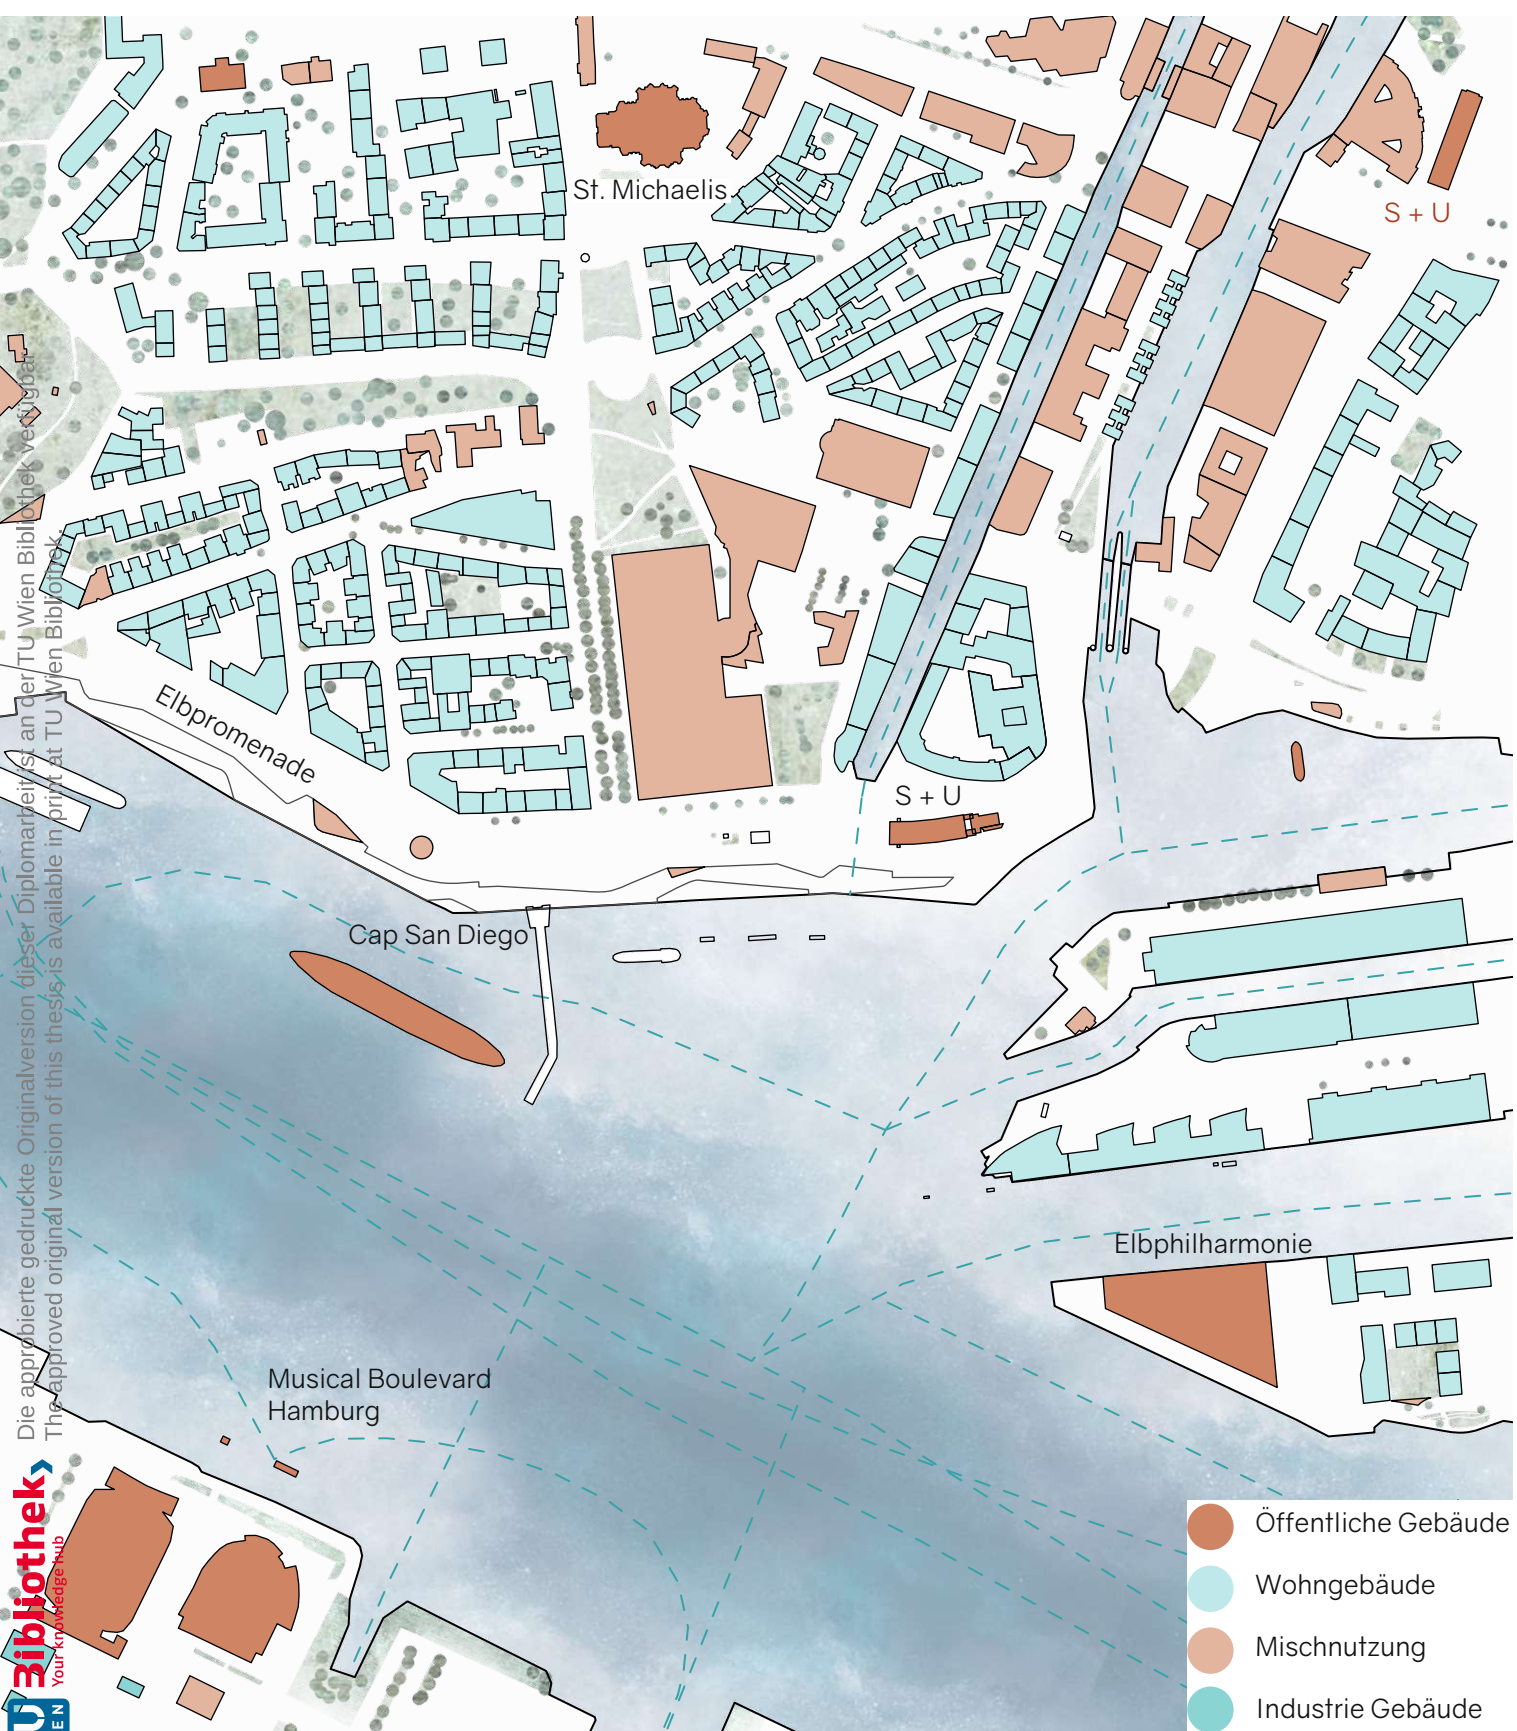 St. Michaelis
S + U
Elbpromenade
S + U
Cap San Diego
Elbphilharmonie
Musical Boulevard
Hamburg
Öffentliche Gebäude
Wohngebäude
Mischnutzung
Industrie Gebäude
Die approbierte gedruckte Originalversion dieser Diplomarbeit ist an der TU Wien Bibliothek verfügbar
The approved original version of this thesis is available in print at TU Wien Bibliothek.
Bibliothek
Your knowledge hub